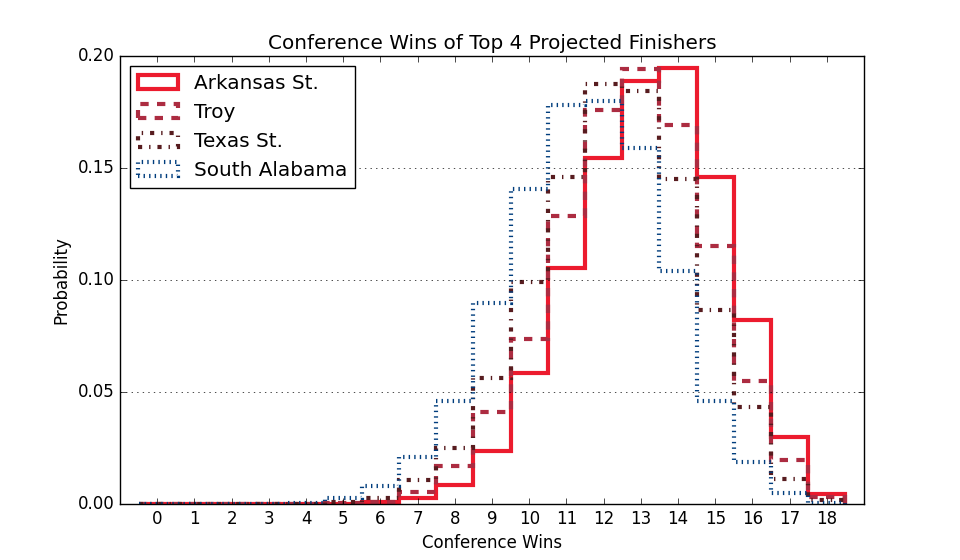 Conference Wins of Top 4 Projected Finishers
0.20
0.15
0.10
0.05
0.00
Probability
Arkansas St.
Troy
Texas St.
South Alabama
0 1 2 3 4 5 6 7 8 9 10 11 12 13 14 15 16 17 18
Conference Wins